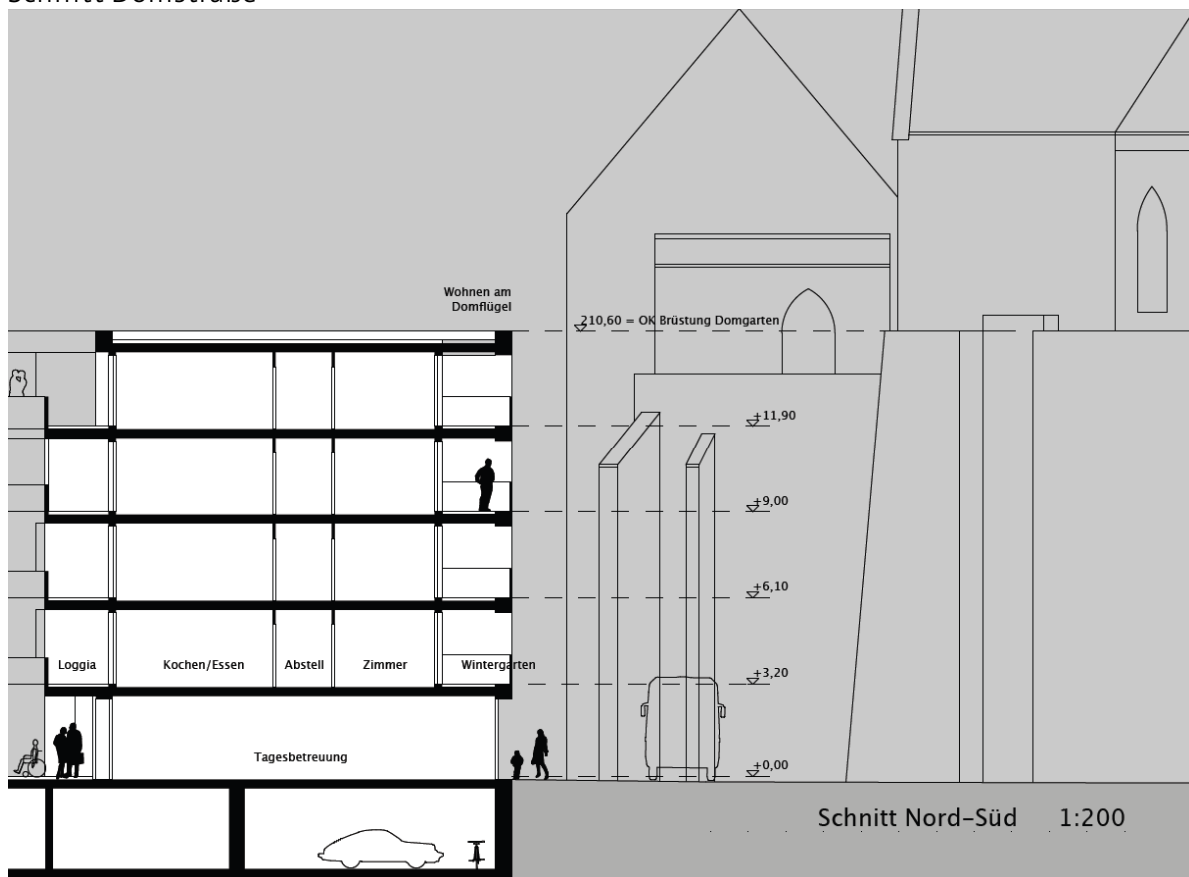 Schnitt Domstraße
Wohnen am
Domflügel
210,60 = OK Brüstung Domgarten
+11,90
+9,00
+6,10
Loggia Kochen/Essen Abstell Zimmer Wintergarten
+3,20
Tagesbetreuung
+0,00
Schnitt Nord-Süd 1:200